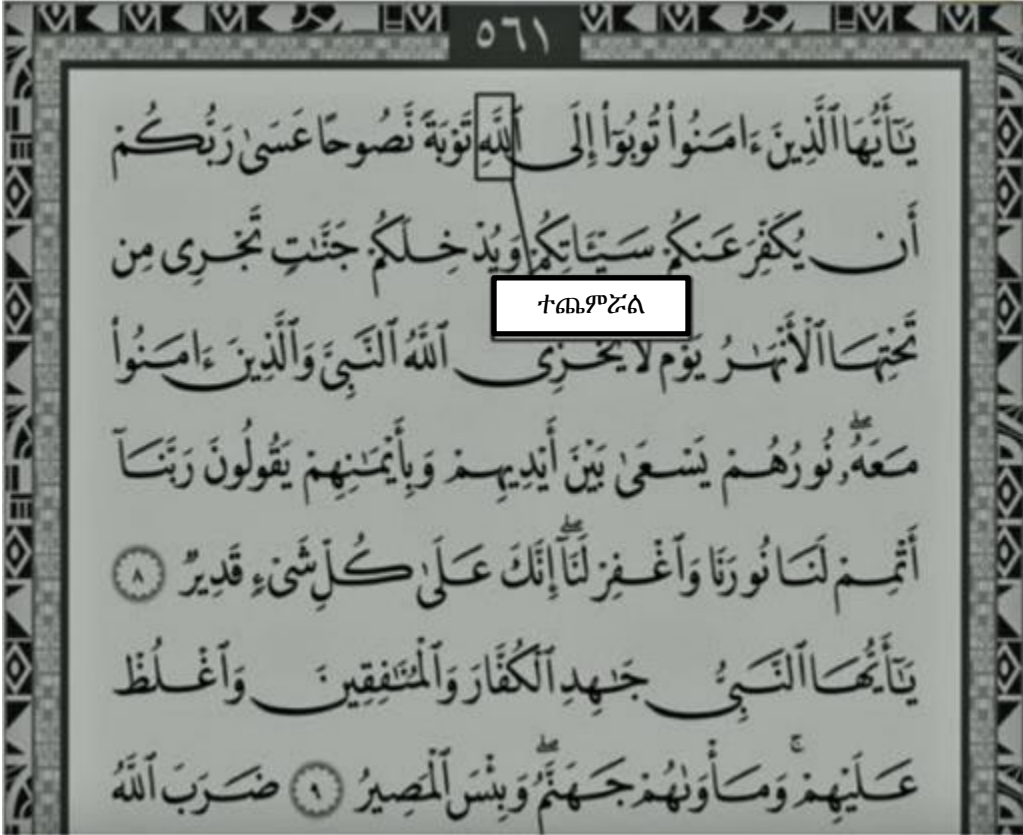 ٥٦١
يَٰٓأَيُّهَا ٱلَّذِينَ ءَامَنُوا۟ تُوبُوٓا۟ إِلَى ٱللَّهِ تَوْبَةً نَّصُوحًا عَسَىٰ رَبُّكُمْ
أَن يُكَفِّرَ عَنكُمْ سَيِّـَٔاتِكُمْ وَيُدْخِلَكُمْ جَنَّٰتٍ تَجْرِى مِن
ተጨምሯል
تَحْتِهَا ٱلْأَنْهَٰرُ يَوْمَ لَا يُخْزِى ٱللَّهُ ٱلنَّبِىَّ وَٱلَّذِينَ ءَامَنُوا۟
مَعَهُۥ ۖ نُورُهُمْ يَسْعَىٰ بَيْنَ أَيْدِيهِمْ وَبِأَيْمَٰنِهِمْ يَقُولُونَ رَبَّنَآ
أَتْمِمْ لَنَا نُورَنَا وَٱغْفِرْ لَنَآ ۖ إِنَّكَ عَلَىٰ كُلِّ شَىْءٍ قَدِيرٌ ٨
يَٰٓأَيُّهَا ٱلنَّبِىُّ جَٰهِدِ ٱلْكُفَّارَ وَٱلْمُنَٰفِقِينَ وَٱغْلُظْ
عَلَيْهِمْ ۚ وَمَأْوَىٰهُمْ جَهَنَّمُ ۖ وَبِئْسَ ٱلْمَصِيرُ ٩ ضَرَبَ ٱللَّهُ